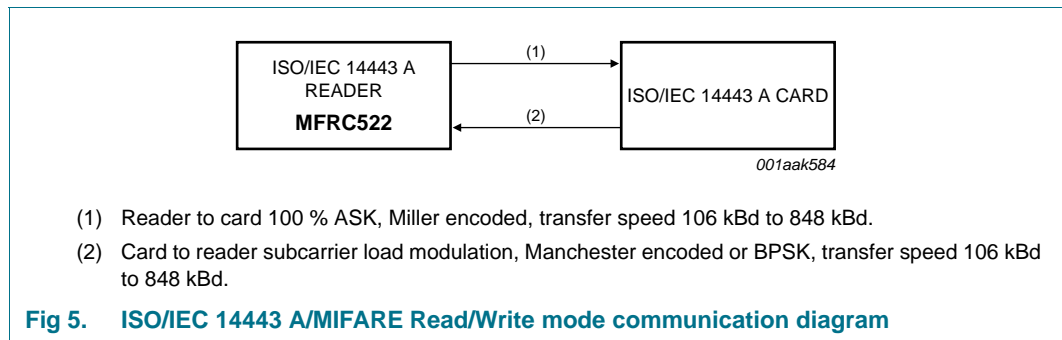 ISO/IEC 14443 A
READER
MFRC522
(1)
(2)
ISO/IEC 14443 A CARD
001aak584
(1) Reader to card 100 % ASK, Miller encoded, transfer speed 106 kBd to 848 kBd.
(2) Card to reader subcarrier load modulation, Manchester encoded or BPSK, transfer speed 106 kBd
to 848 kBd.
Fig 5. ISO/IEC 14443 A/MIFARE Read/Write mode communication diagram